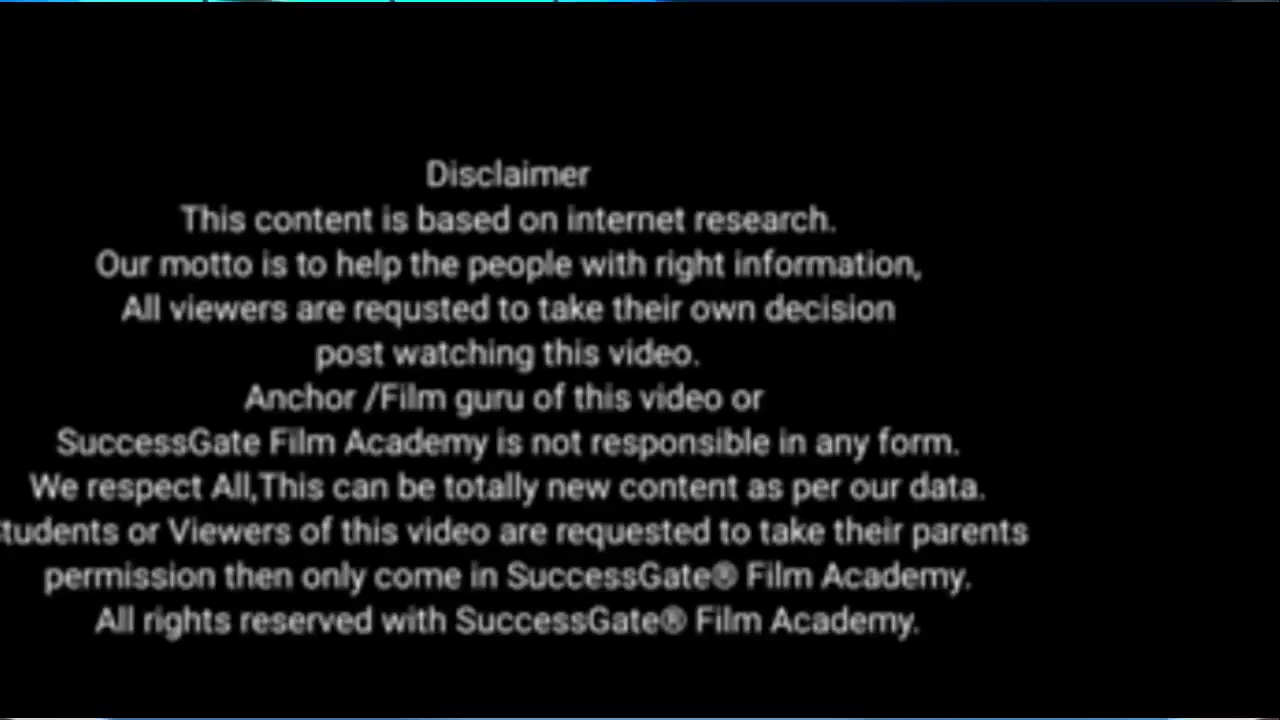 Disclaimer
This content is based on internet research.
Our motto is to help the people with right information,
All viewers are requsted to take their own decision
post watching this video.
Anchor /Film guru of this video or
SuccessGate Film Academy is not responsible in any form.
We respect All,This can be totally new content as per our data.
Students or Viewers of this video are requested to take their parents
permission then only come in SuccessGate® Film Academy.
All rights reserved with SuccessGate® Film Academy.